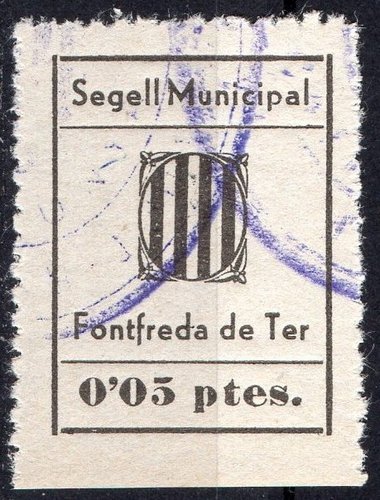 Segell Municipal
Fontfreda de Ter
0'05 ptes.